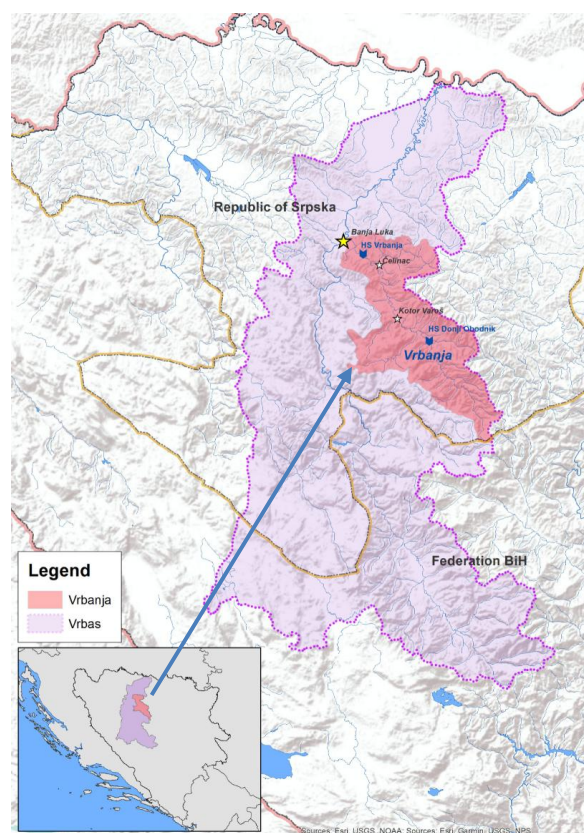 Republic of Srpska
Banja Luka
HS Vrbanja
Čelinac
Kotor Varoš
HS Donji Obodnik
Vrbanja
Federation BiH
Legend
Vrbanja
Vrbas
Sources: Esri, USGS, NOAA; Sources: Esri, Garmin, USGS, NPS